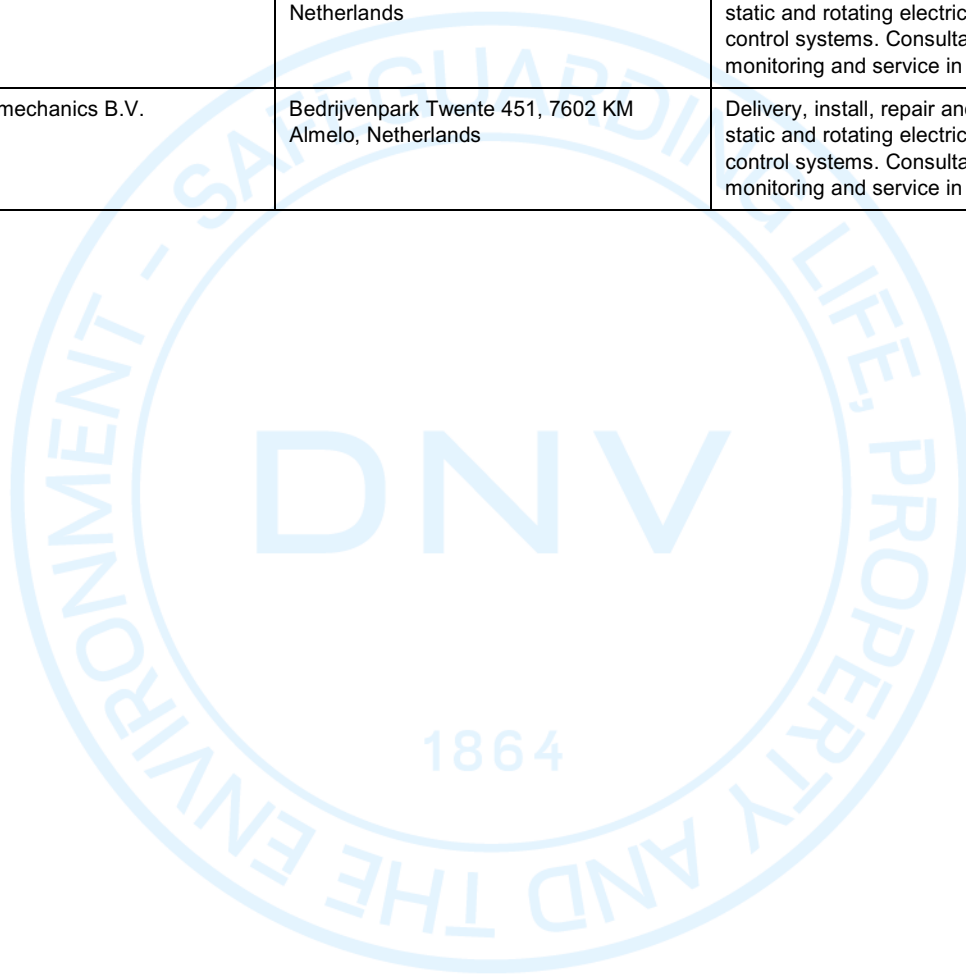 Netherlands
static and rotating electric
control systems. Consulta
monitoring and service in
mechanics B.V.
Bedrijvenpark Twente 451, 7602 KM
Almelo, Netherlands
Delivery, install, repair an
static and rotating electric
control systems. Consulta
monitoring and service in
SAFEGUARDING LIFE, PROPERTY AND THE ENVIRONMENT -
DNV
1864